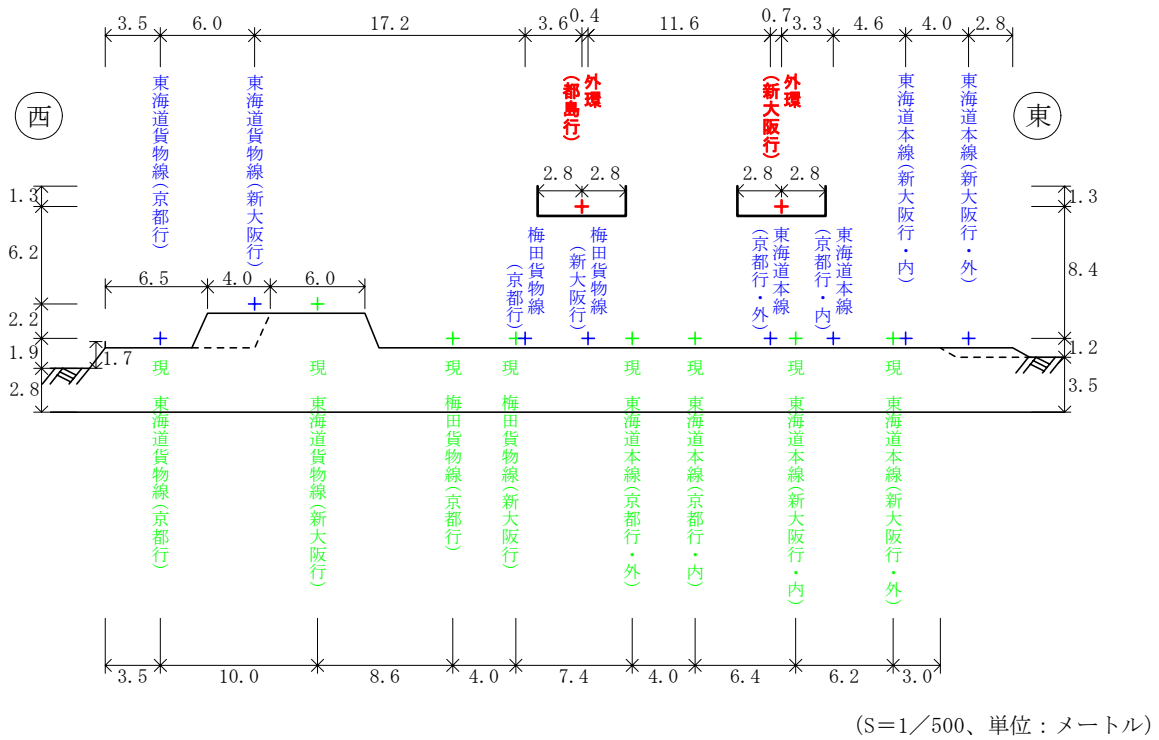 3.5 6.0 17.2 3.6 0.4 11.6 0.7 3.3 4.6 4.0 2.8
西
東
東海道貨物線(京都行)
東海道貨物線(新大阪行)
外環
(都島行)
外環
(新大阪行)
東海道本線(新大阪行・内)
東海道本線(新大阪行・外)
2.8 2.8
2.8 2.8
梅田貨物線
(京都行)
梅田貨物線
(新大阪行)
東海道本線
(京都行・外)
東海道本線
(京都行・内)
1.3
6.2
2.2
1.9
2.8
1.7
6.5 4.0 6.0
1.3
8.4
1.2
3.5
現 東海道貨物線(京都行)
現 東海道貨物線(新大阪行)
現 梅田貨物線(京都行)
現 梅田貨物線(新大阪行)
現 東海道本線(京都行・外)
現 東海道本線(京都行・内)
現 東海道本線(新大阪行・内)
現 東海道本線(新大阪行・外)
3.5 10.0 8.6 4.0 7.4 4.0 6.4 6.2 3.0
(S=1/500、単位：メートル)